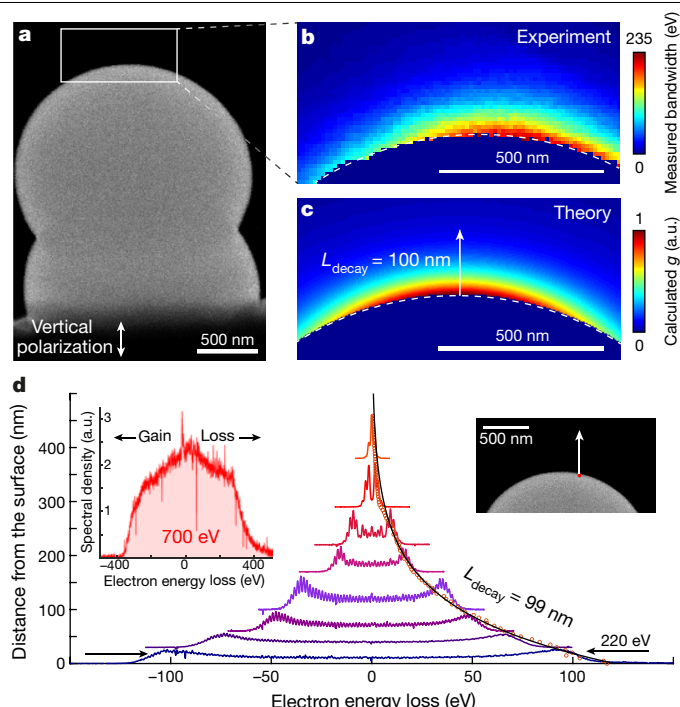 a
Vertical
polarization
500 nm
b
Experiment
500 nm
235
0
Measured bandwidth (eV)
c
Theory
L decay = 100 nm
500 nm
1
0
Calculated g (a.u.)
d
Distance from the surface (nm)
400
300
200
100
0
Spectral density (a.u.)
3
2
1
Gain
Loss
700 eV
-400
0
400
Electron energy loss (eV)
500 nm
L decay = 99 nm
220 eV
−100
−50
0
50
100
150
Electron energy loss (eV)